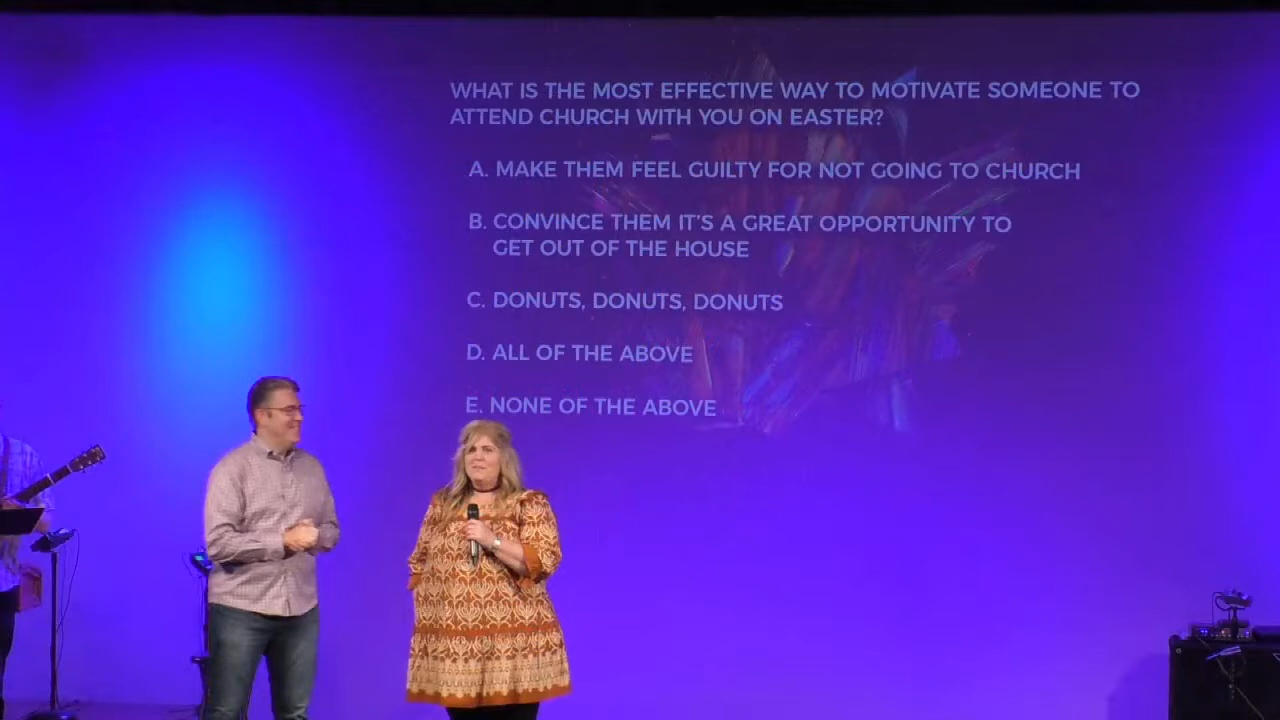 WHAT IS THE MOST EFFECTIVE WAY TO MOTIVATE SOMEONE TO
ATTEND CHURCH WITH YOU ON EASTER?
A. MAKE THEM FEEL GUILTY FOR NOT GOING TO CHURCH
B. CONVINCE THEM IT'S A GREAT OPPORTUNITY TO
GET OUT OF THE HOUSE
C. DONUTS, DONUTS, DONUTS
D. ALL OF THE ABOVE
E. NONE OF THE ABOVE